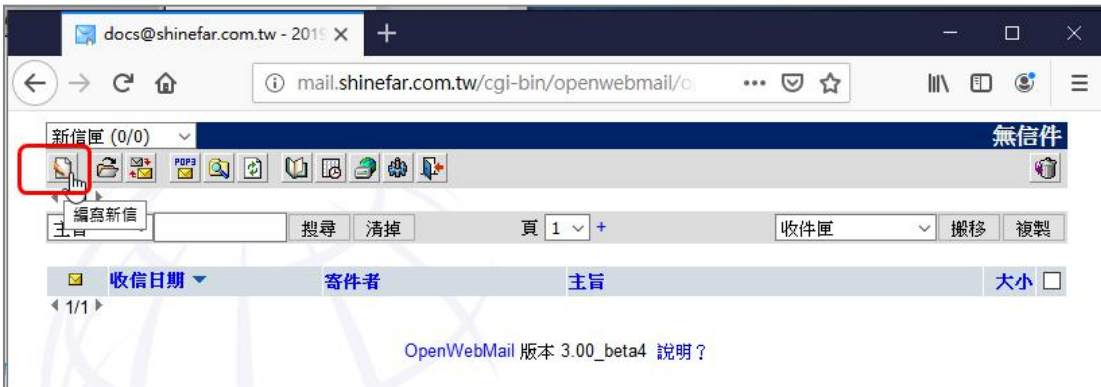 docs@shinefar.com.tw - 2019
mail.shinefar.com.tw/cgi-bin/openwebmail/o
新信匣 (0/0) 無信件
POP3
編寫新信
主旨 搜尋 清掉 頁 1 + 收件匣 搬移 複製
收信日期 寄件者 主旨 大小
1/1
OpenWebMail 版本 3.00_beta4 說明？